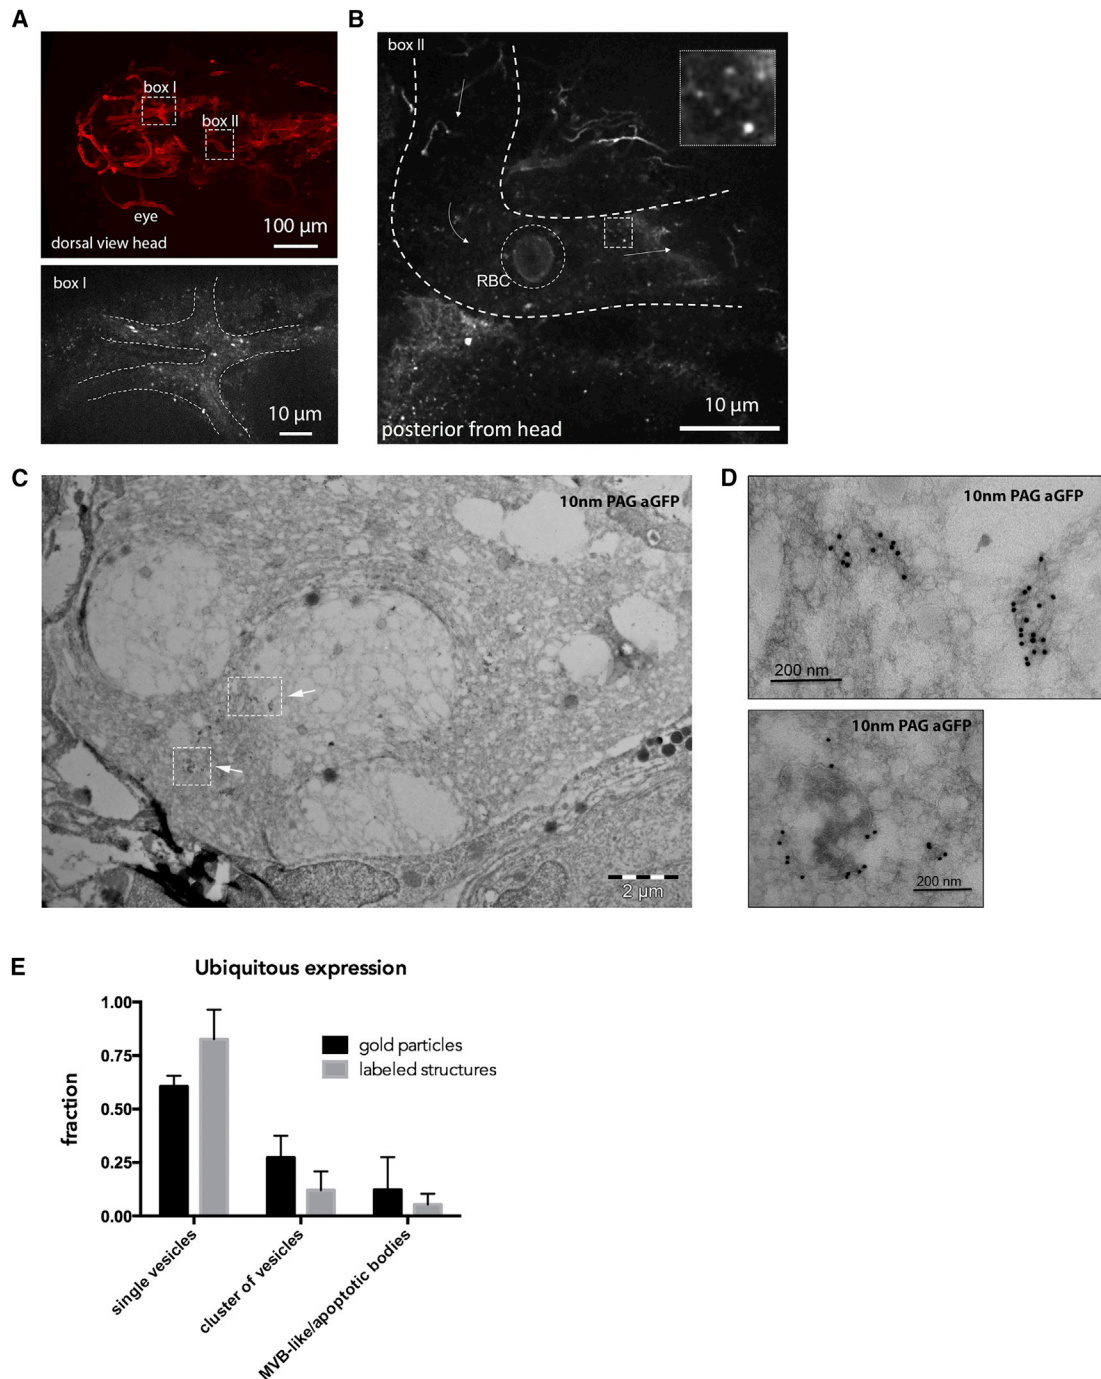 A
box I
box II
eye
100 µm
dorsal view head
box I
10 µm
B
box II
RBC
10 µm
posterior from head
C
10nm PAG aGFP
2 µm
D
10nm PAG aGFP
200 nm
10nm PAG aGFP
200 nm
E
Ubiquitous expression
1.00
0.75
0.50
0.25
0.00
fraction
gold particles
labeled structures
single vesicles
cluster of vesicles
MVB-like/apoptotic bodies